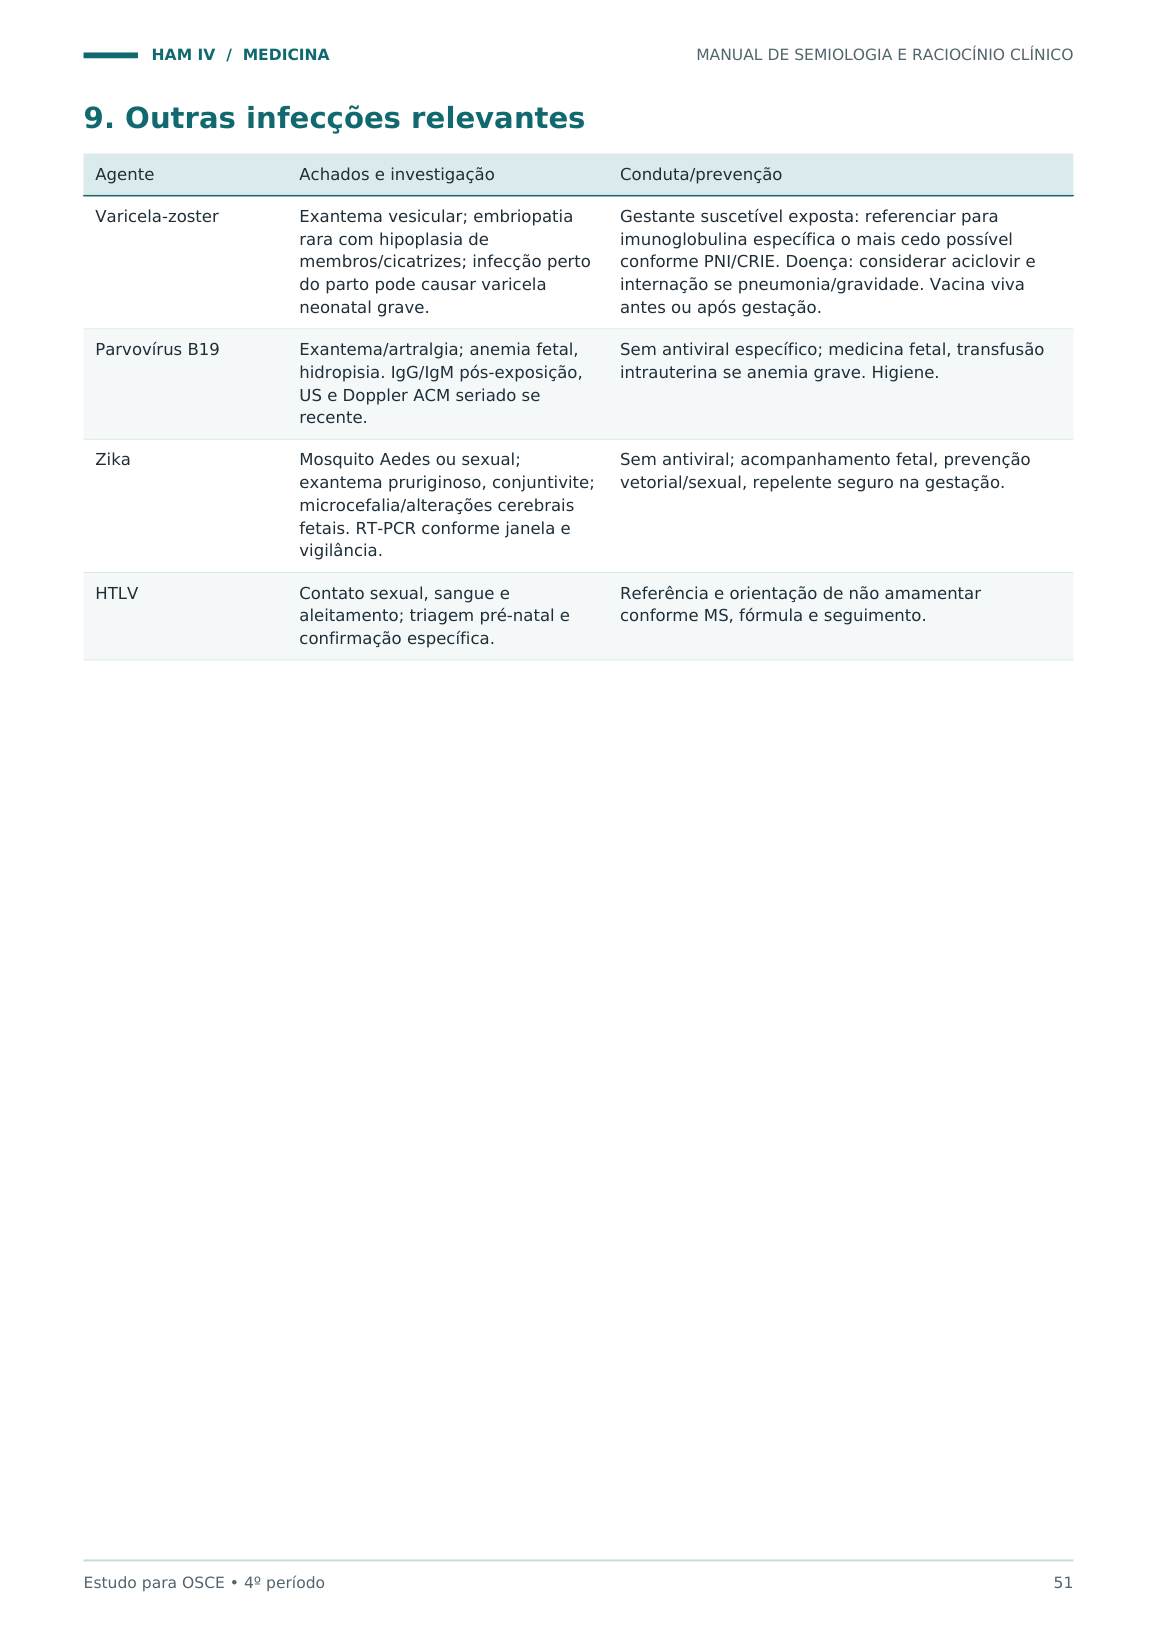 HAM IV / MEDICINA
MANUAL DE SEMIOLOGIA E RACIOCÍNIO CLÍNICO
9. Outras infecções relevantes
Agente
Achados e investigação
Conduta/prevenção
Varicela-zoster
Exantema vesicular; embriopatia
rara com hipoplasia de
membros/cicatrizes; infecção perto
do parto pode causar varicela
neonatal grave.
Gestante suscetível exposta: referenciar para
imunoglobulina específica o mais cedo possível
conforme PNI/CRIE. Doença: considerar aciclovir e
internação se pneumonia/gravidade. Vacina viva
antes ou após gestação.
Parvovírus B19
Exantema/artralgia; anemia fetal,
hidropisia. IgG/IgM pós-exposição,
US e Doppler ACM seriado se
recente.
Sem antiviral específico; medicina fetal, transfusão
intrauterina se anemia grave. Higiene.
Zika
Mosquito Aedes ou sexual;
exantema pruriginoso, conjuntivite;
microcefalia/alterações cerebrais
fetais. RT-PCR conforme janela e
vigilância.
Sem antiviral; acompanhamento fetal, prevenção
vetorial/sexual, repelente seguro na gestação.
HTLV
Contato sexual, sangue e
aleitamento; triagem pré-natal e
confirmação específica.
Referência e orientação de não amamentar
conforme MS, fórmula e seguimento.
Estudo para OSCE • 4º período
51